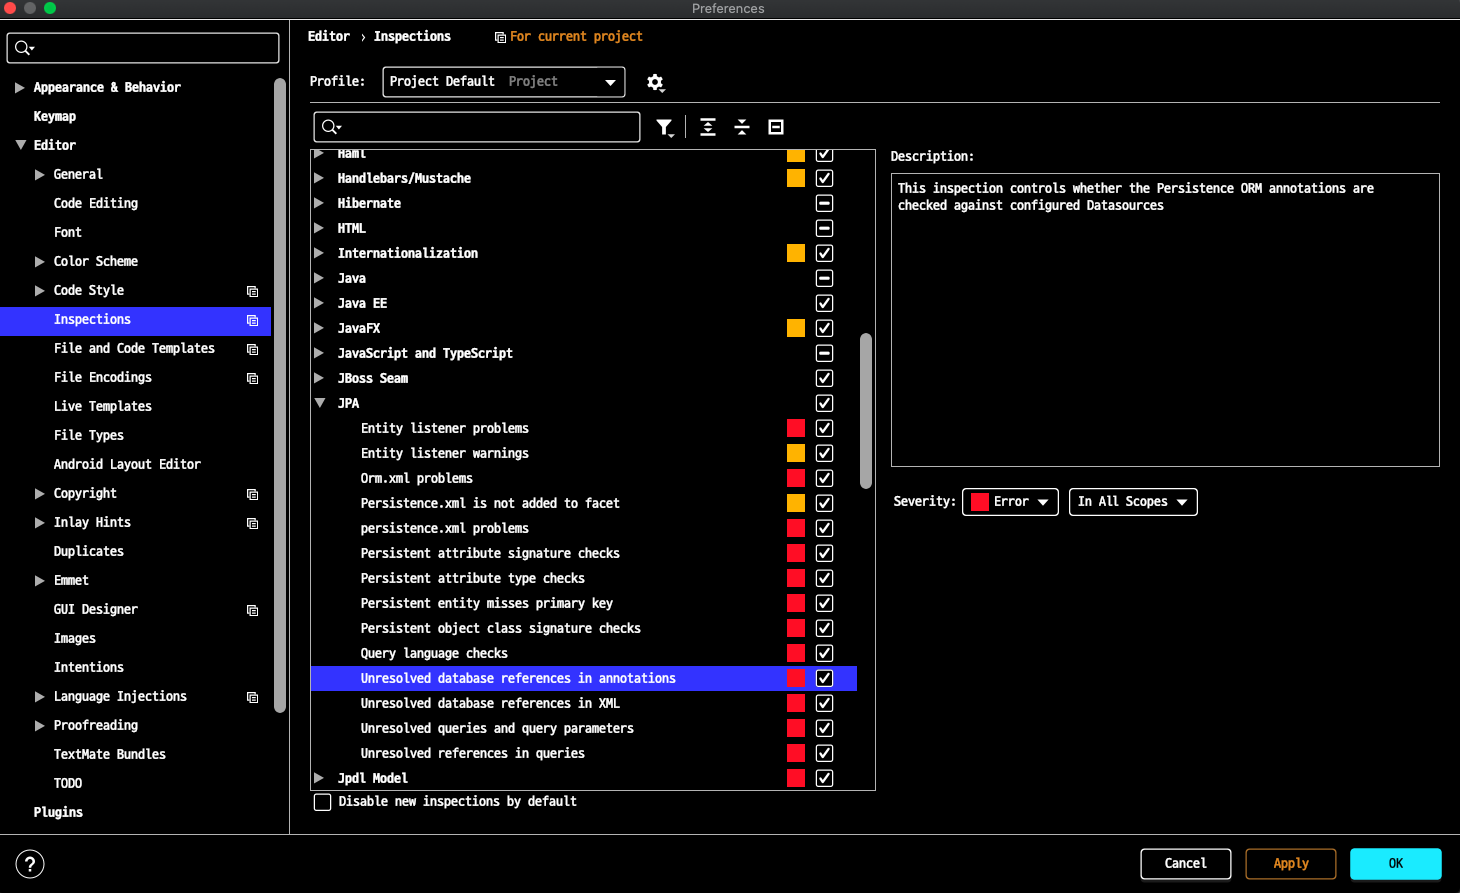 Preferences
Editor › Inspections
For current project
Profile:
Project Default Project
Appearance & Behavior
Keymap
Editor
General
Code Editing
Font
Color Scheme
Code Style
Inspections
File and Code Templates
File Encodings
Live Templates
File Types
Android Layout Editor
Copyright
Inlay Hints
Duplicates
Emmet
GUI Designer
Images
Intentions
Language Injections
Proofreading
TextMate Bundles
TODO
Plugins
Haml
Handlebars/Mustache
Hibernate
HTML
Internationalization
Java
Java EE
JavaFX
JavaScript and TypeScript
JBoss Seam
JPA
Entity listener problems
Entity listener warnings
Orm.xml problems
Persistence.xml is not added to facet
persistence.xml problems
Persistent attribute signature checks
Persistent attribute type checks
Persistent entity misses primary key
Persistent object class signature checks
Query language checks
Unresolved database references in annotations
Unresolved database references in XML
Unresolved queries and query parameters
Unresolved references in queries
Jpdl Model
Disable new inspections by default
Description:
This inspection controls whether the Persistence ORM annotations are
checked against configured Datasources
Severity:
Error
In All Scopes
?
Cancel
Apply
OK